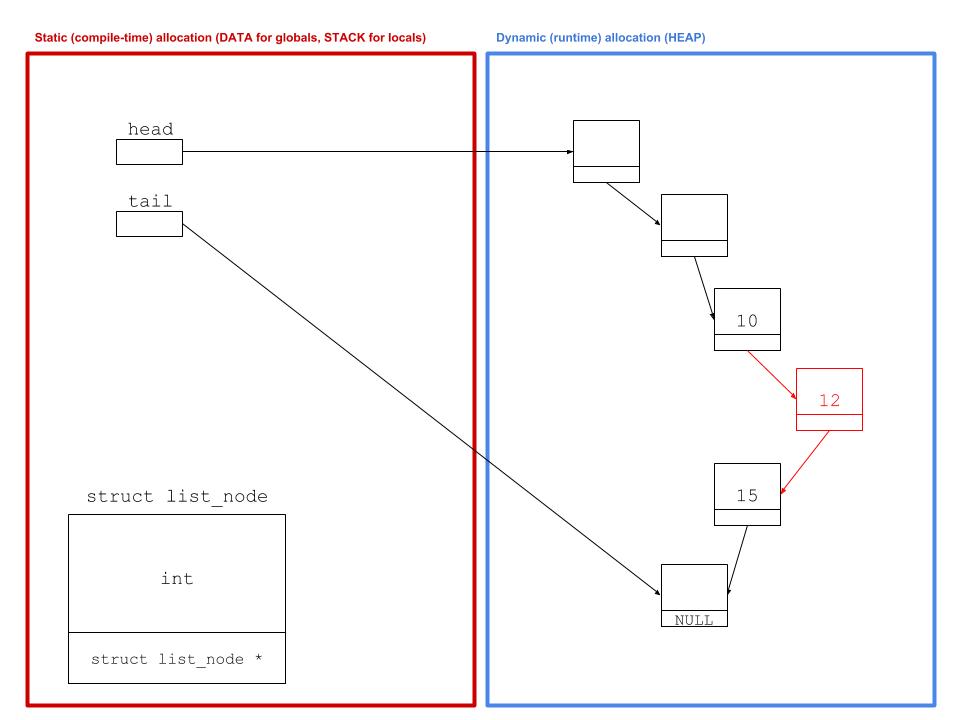 Static (compile-time) allocation (DATA for globals, STACK for locals)
Dynamic (runtime) allocation (HEAP)
head
tail
10
12
15
NULL
struct list_node
int
struct list_node *